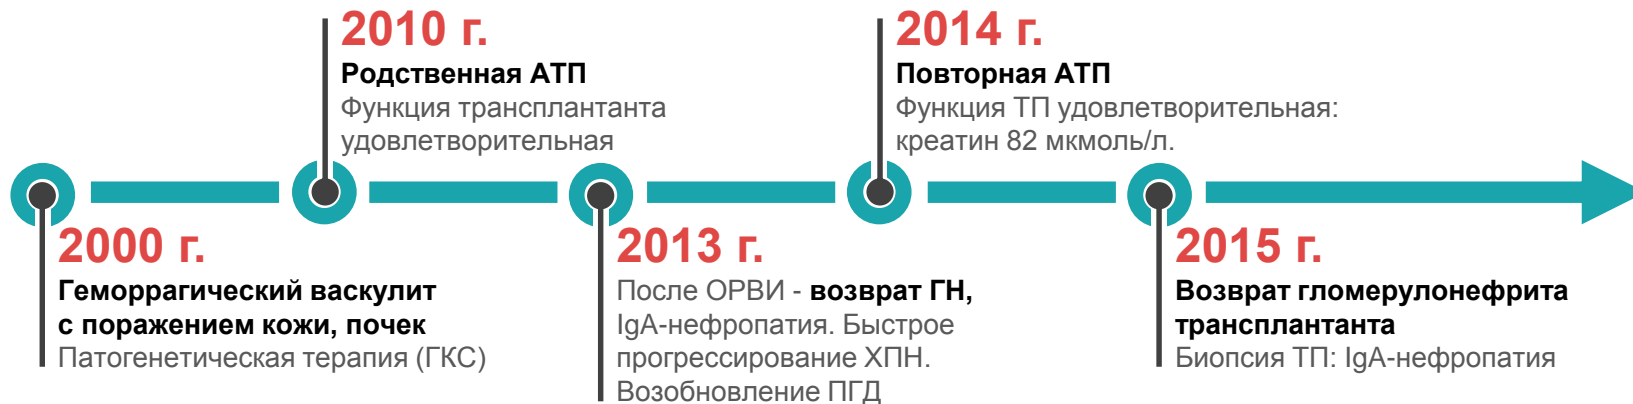 2000 г.
Геморрагический васкулит
с поражением кожи, почек
Патогенетическая терапия (ГКС)
2010 г.
Родственная АТП
Функция трансплантанта
удовлетворительная
2013 г.
После ОРВИ - возврат ГН,
IgA-нефропатия. Быстрое
прогрессирование ХПН.
Возобновление ПГД
2014 г.
Повторная АТП
Функция ТП удовлетворительная:
креатин 82 мкмоль/л.
2015 г.
Возврат гломерулонефрита
трансплантанта
Биопсия ТП: IgA-нефропатия